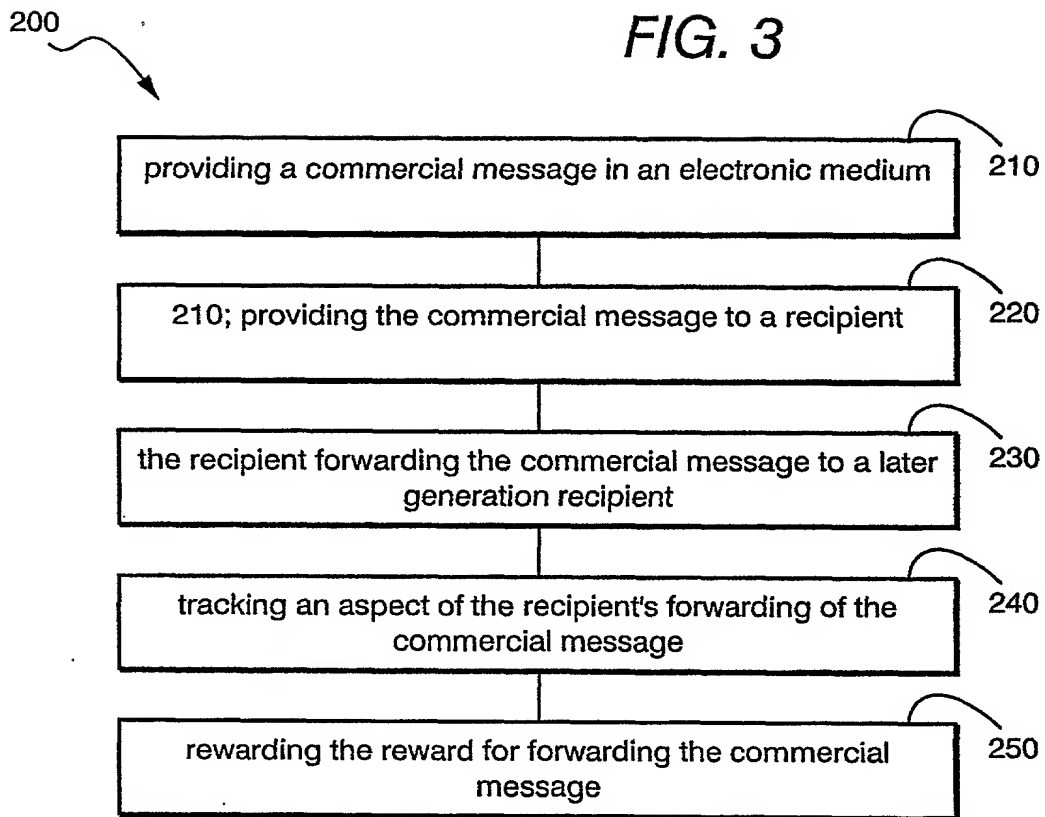 200
FIG. 3
providing a commercial message in an electronic medium
210
210; providing the commercial message to a recipient
220
the recipient forwarding the commercial message to a later
generation recipient
230
tracking an aspect of the recipient's forwarding of the
commercial message
240
rewarding the reward for forwarding the commercial
message
250